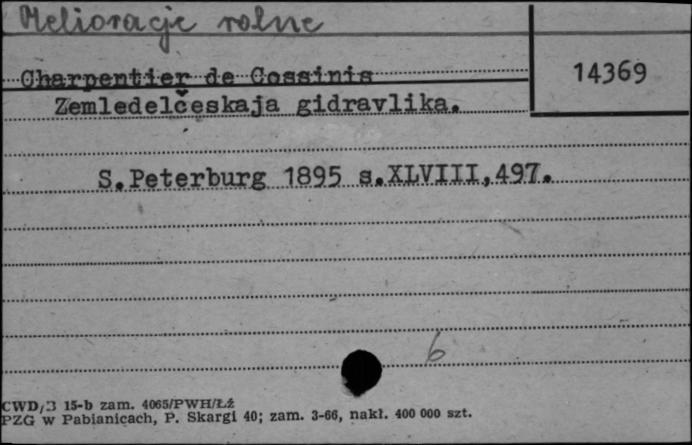 Melioracje rolne
14369
Charpentier de Cossinis
Zemledelčeskaja gidravlika.
S.Peterburg 1895 s.XLVIII,497.
6
CWD/3 15-b zam. 4065/PWH/Łź
PZG w Pabianicach, P. Skargi 40; zam. 3-66, nakł. 400 000 szt.